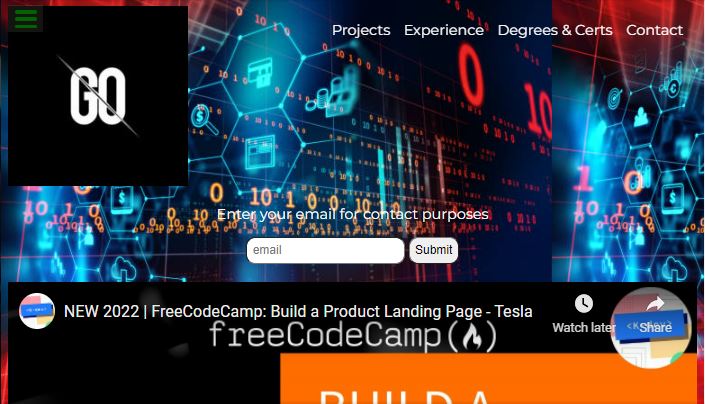 Projects Experience Degrees & Certs Contact
GO
Enter your email for contact purposes
email Submit
NEW 2022 | FreeCodeCamp: Build a Product Landing Page - Tesla
Watch later Share
freeCodeCamp
BUILD A